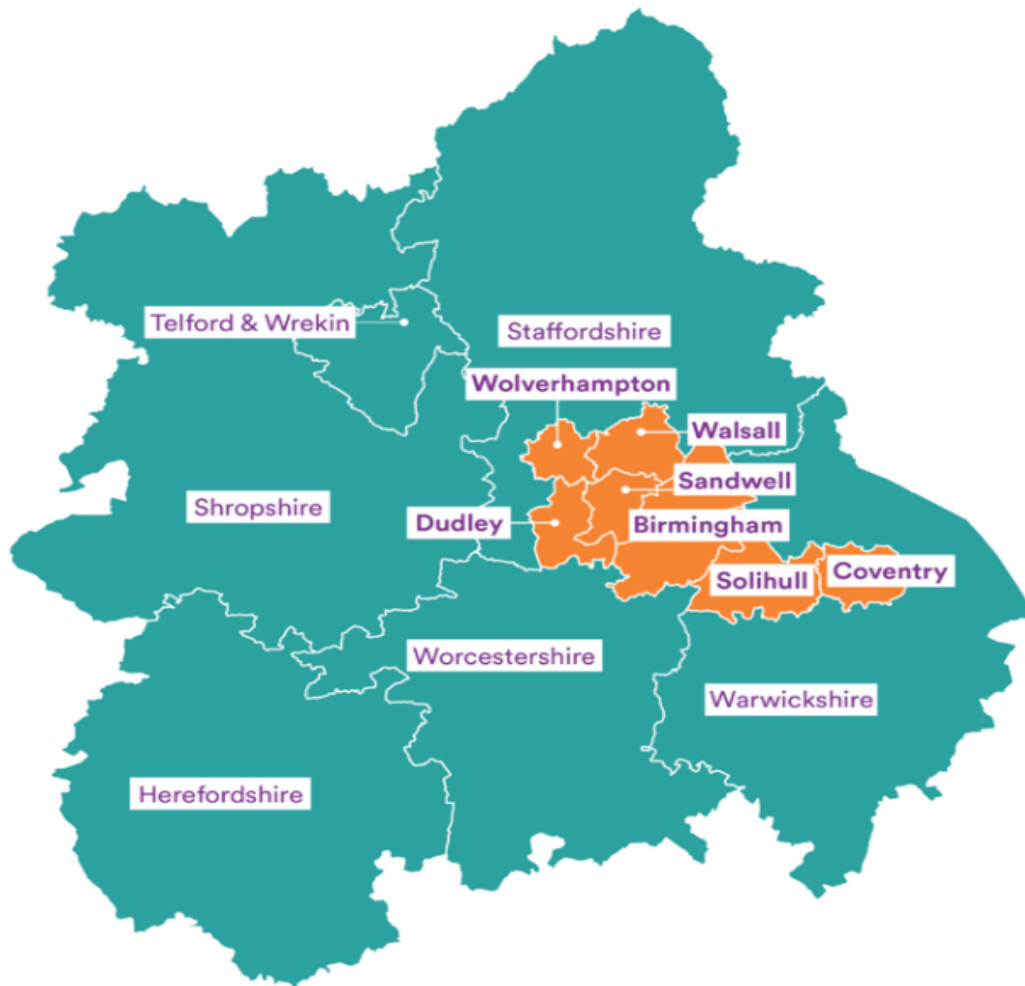 Telford & Wrekin
Staffordshire
Wolverhampton
Walsall
Sandwell
Shropshire
Dudley
Birmingham
Solihull
Coventry
Worcestershire
Warwickshire
Herefordshire